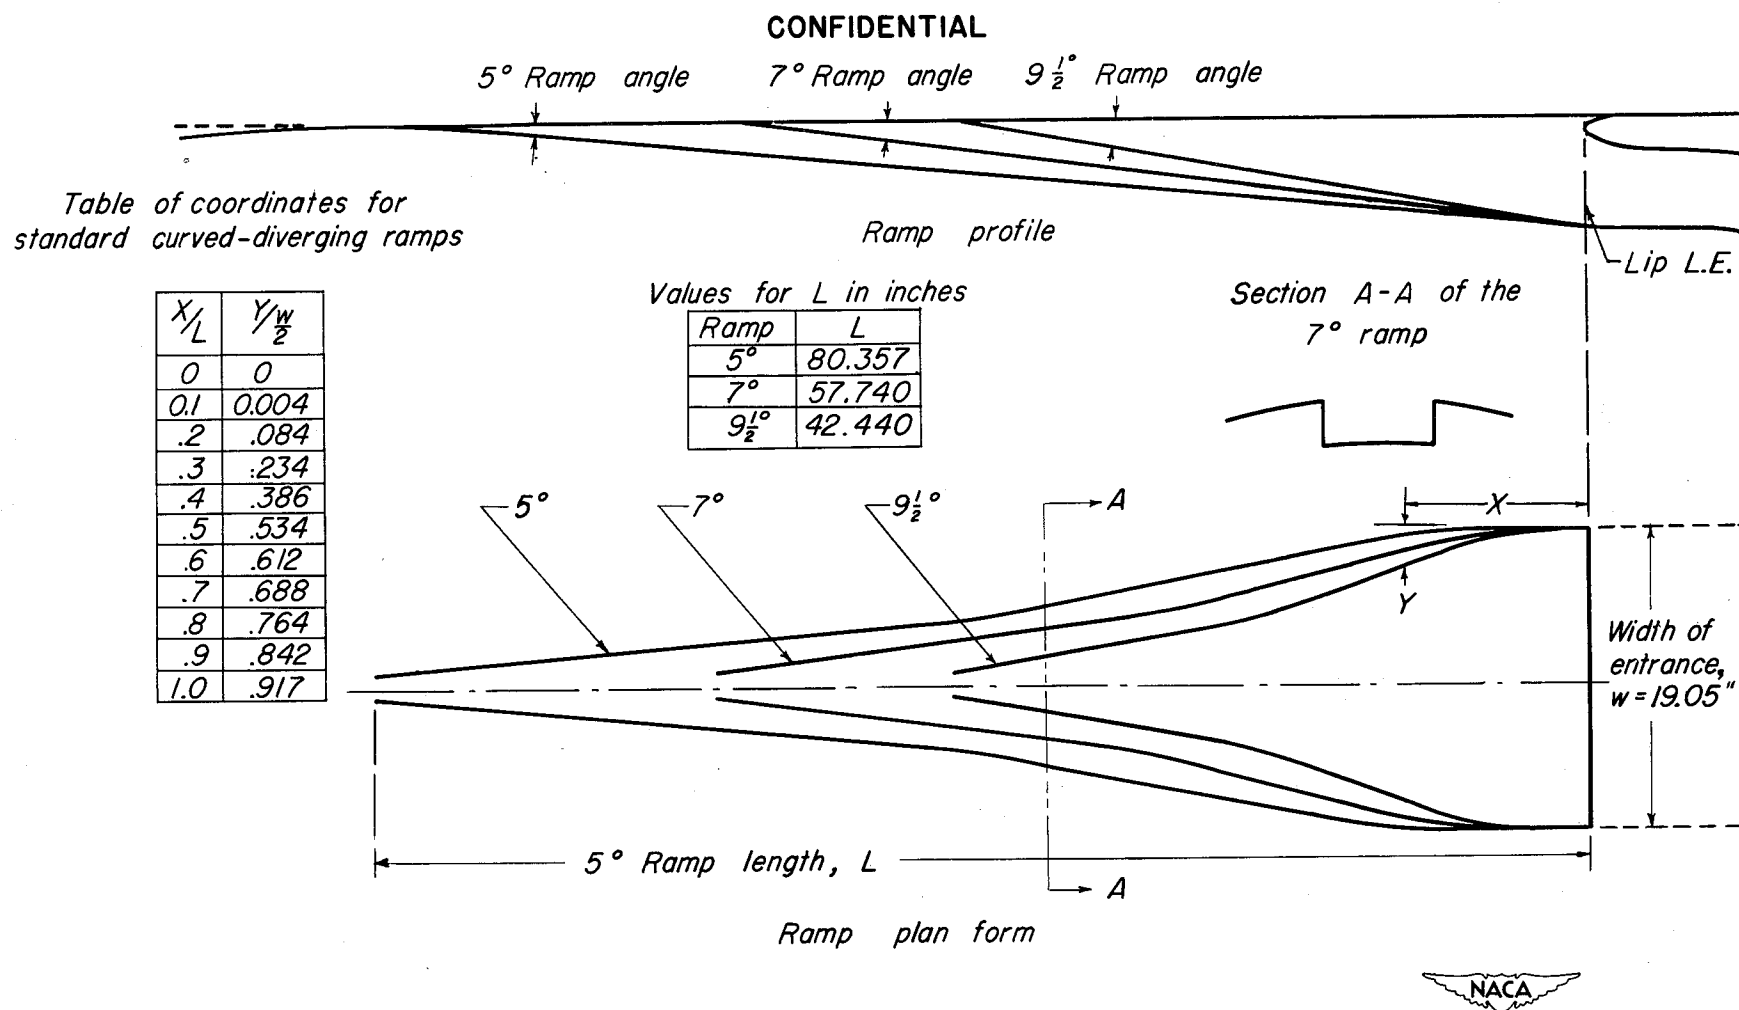 CONFIDENTIAL
5° Ramp angle
7° Ramp angle
9 1/2° Ramp angle
Table of coordinates for
standard curved-diverging ramps
Ramp profile
Lip L.E.
X/L Y/w/2
0 0
0.1 0.004
.2 .084
.3 .234
.4 .386
.5 .534
.6 .612
.7 .688
.8 .764
.9 .842
1.0 .917
Values for L in inches
Ramp L
5° 80.357
7° 57.740
9 1/2° 42.440
Section A-A of the
7° ramp
5°
7°
9 1/2°
A
X
Y
Width of
entrance,
w = 19.05"
5° Ramp length, L
A
Ramp plan form
NACA